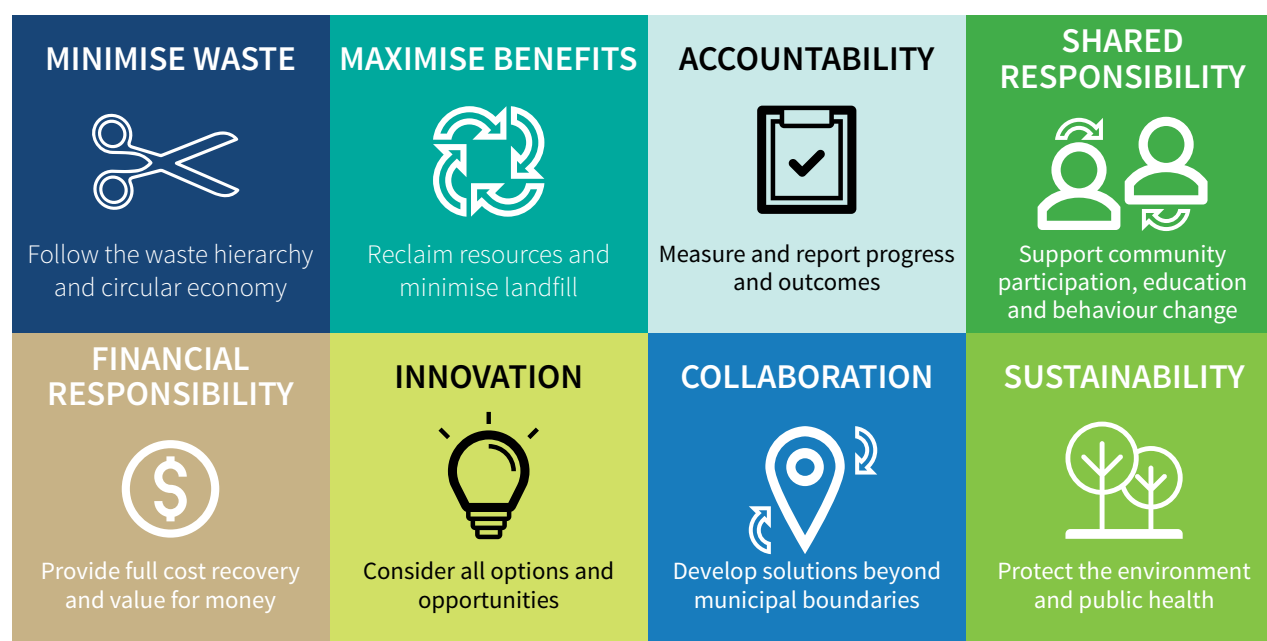 MINIMISE WASTE
Follow the waste hierarchy
and circular economy
MAXIMISE BENEFITS
Reclaim resources and
minimise landfill
ACCOUNTABILITY
Measure and report progress
and outcomes
SHARED
RESPONSIBILITY
Support community
participation, education
and behaviour change
FINANCIAL
RESPONSIBILITY
$
Provide full cost recovery
and value for money
INNOVATION
Consider all options and
opportunities
COLLABORATION
Develop solutions beyond
municipal boundaries
SUSTAINABILITY
Protect the environment
and public health